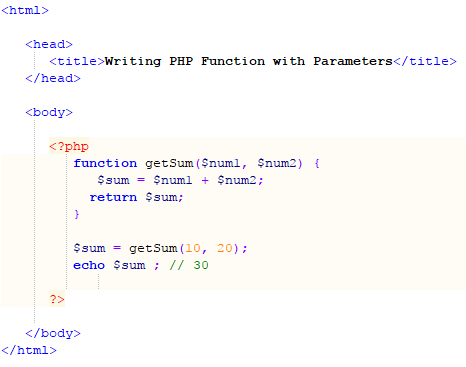 <html>
<head>
<title>Writing PHP Function with Parameters</title>
</head>
<body>
<?php
function getSum($num1, $num2) {
$sum = $num1 + $num2;
return $sum;
}
$sum = getSum(10, 20);
echo $sum ; // 30
?>
</body>
</html>